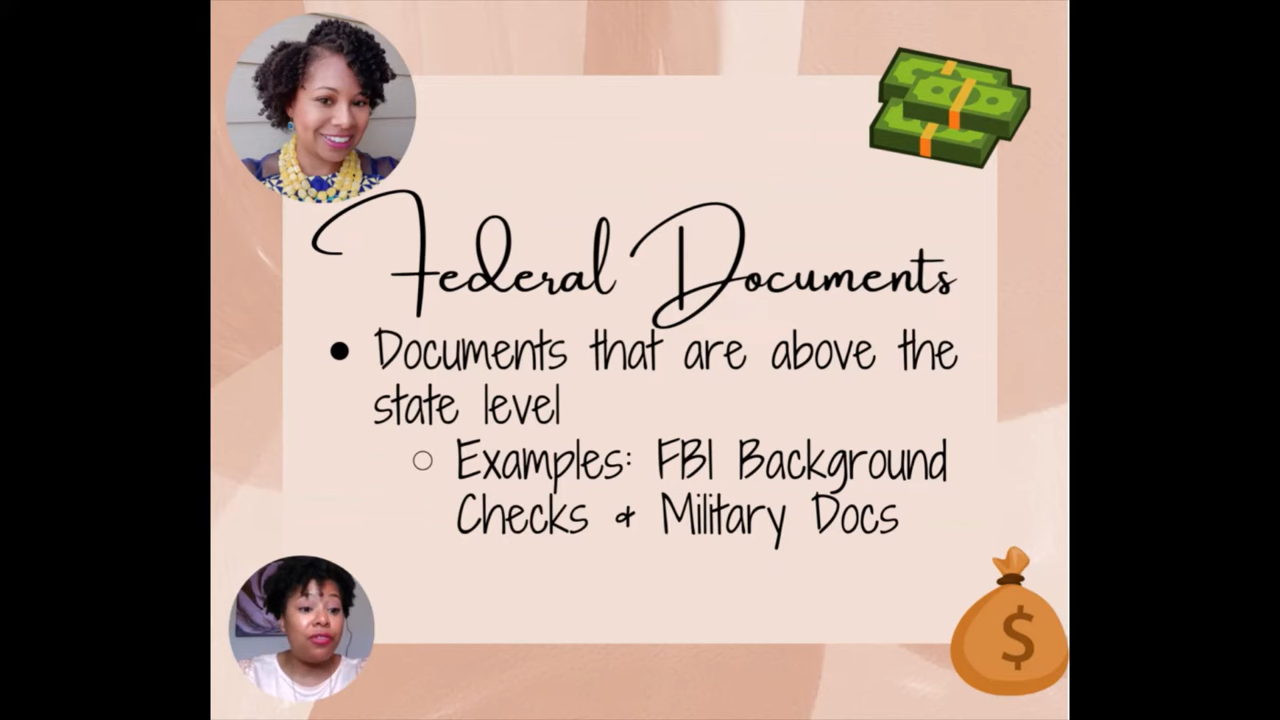 Federal Documents
• Documents that are above the
state level
○ Examples: FBI Background
Checks & Military Docs
$